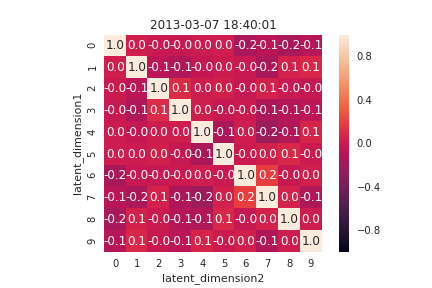 2013-03-07 18:40:01
0 1.0 0.0 -0.0 -0.0 0.0 0.0 -0.2 -0.1 -0.2 -0.1
1 0.0 1.0 -0.1 -0.1 -0.0 0.0 -0.0 -0.2 0.1 0.1
2 -0.0 -0.1 1.0 0.1 -0.0 -0.0 -0.0 0.1 -0.0 -0.0
3 -0.0 -0.1 0.1 1.0 0.0 -0.0 -0.0 -0.1 -0.1 -0.1
4 0.0 -0.0 -0.0 0.0 1.0 -0.1 0.0 -0.2 -0.1 0.1
5 0.0 0.0 -0.0 -0.0 -0.1 1.0 -0.0 0.0 0.1 -0.0
6 -0.2 -0.0 -0.0 -0.0 0.0 -0.0 1.0 0.2 -0.0 0.0
7 -0.1 -0.2 0.1 -0.1 -0.2 0.0 0.2 1.0 0.0 -0.1
8 -0.2 0.1 -0.0 -0.1 -0.1 0.1 -0.0 0.0 1.0 0.0
9 -0.1 0.1 -0.0 -0.1 0.1 -0.0 0.0 -0.1 0.0 1.0
0 1 2 3 4 5 6 7 8 9
latent_dimension2
latent_dimension1
0.8
0.4
0.0
−0.4
−0.8